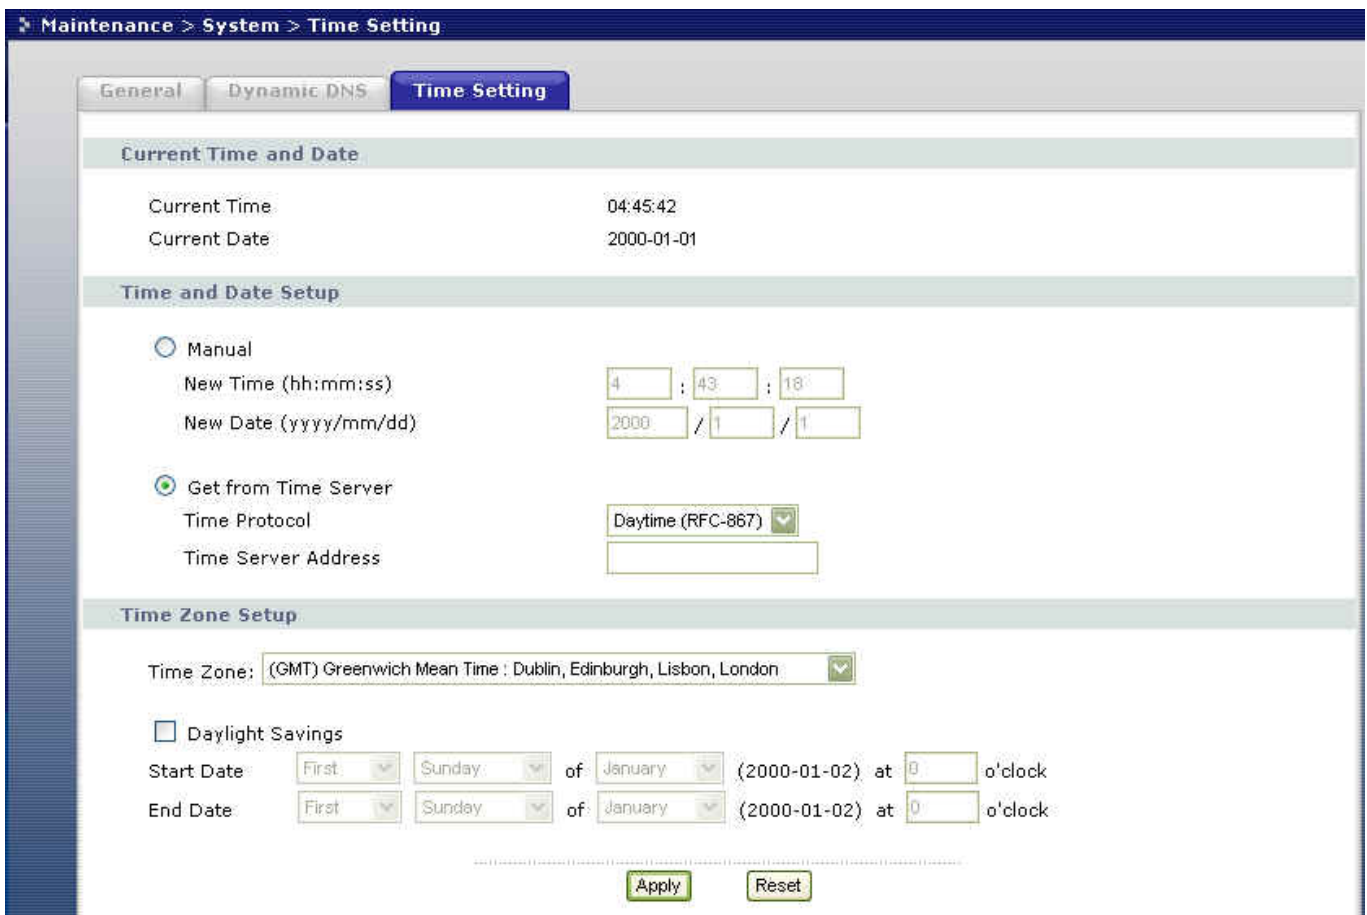 Maintenance > System > Time Setting
General Dynamic DNS Time Setting
Current Time and Date
Current Time 04:45:42
Current Date 2000-01-01
Time and Date Setup
Manual
New Time (hh:mm:ss) 4 : 43 : 18
New Date (yyyy/mm/dd) 2000 / 1 / 1
Get from Time Server
Time Protocol Daytime (RFC-867)
Time Server Address
Time Zone Setup
Time Zone: (GMT) Greenwich Mean Time : Dublin, Edinburgh, Lisbon, London
Daylight Savings
Start Date First Sunday of January (2000-01-02) at 0 o'clock
End Date First Sunday of January (2000-01-02) at 0 o'clock
Apply Reset